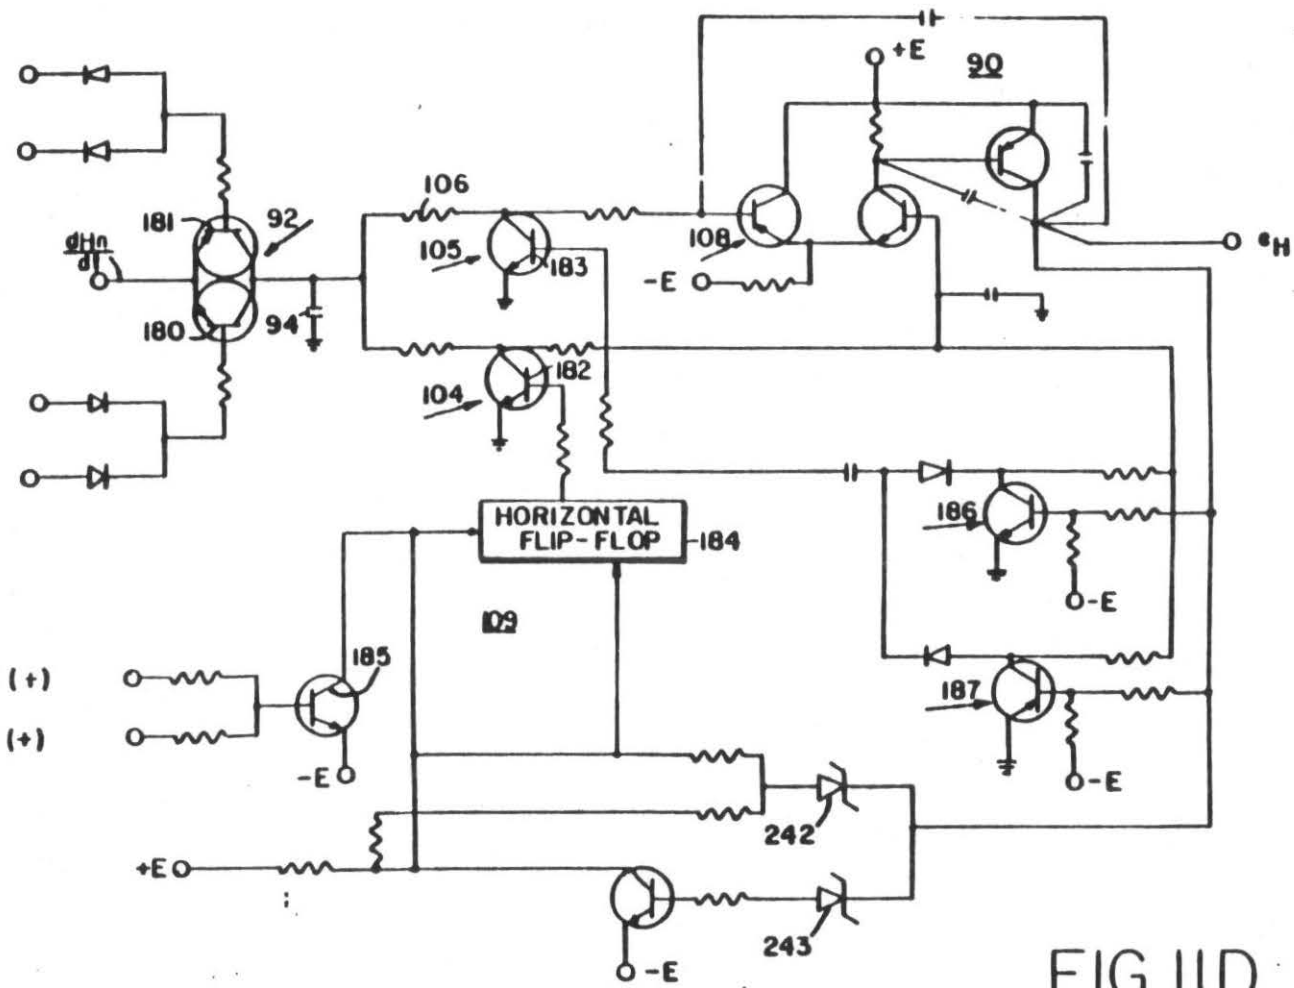 +E
90
106
181
92
dHn
dT
105
183
108
-E
eH
180
94
182
104
HORIZONTAL
FLIP-FLOP
184
186
-E
109
185
(+)
187
(+)
-E
-E
242
+E
243
-E
FIG. 11D